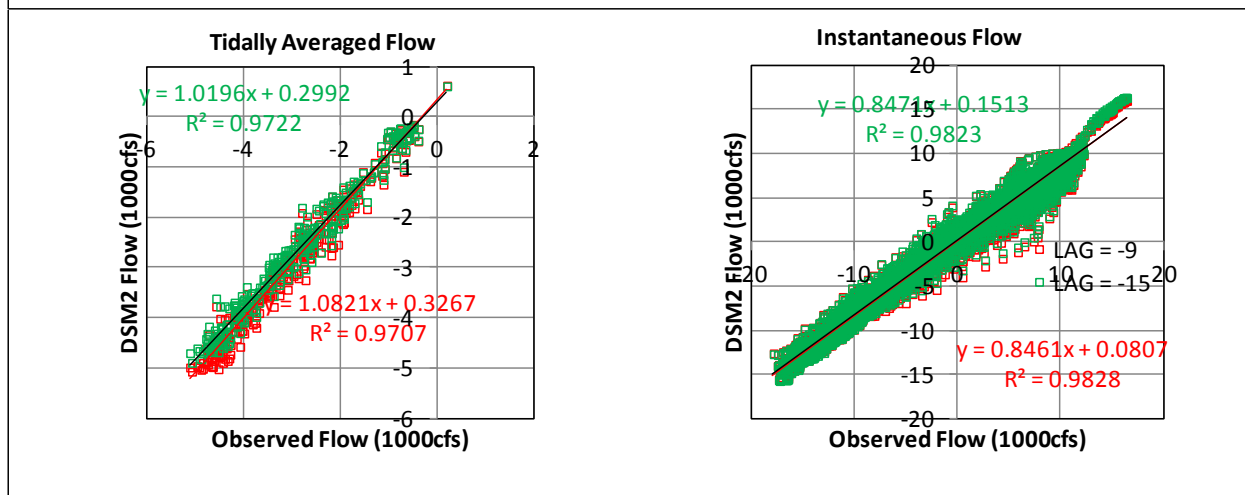 Tidally Averaged Flow
y = 1.0196x + 0.2992
R² = 0.9722
1
0
-1
-2
-3
-4
-5
-6
-6
-4
-2
0
2
DSM2 Flow (1000cfs)
y = 1.0821x + 0.3267
R² = 0.9707
Observed Flow (1000cfs)
Instantaneous Flow
y = 0.8471x + 0.1513
R² = 0.9823
20
15
10
5
0
-5
-10
-15
-20
-20
-10
0
10
20
DSM2 Flow (1000cfs)
LAG = -9
LAG = -15
y = 0.8461x + 0.0807
R² = 0.9828
Observed Flow (1000cfs)